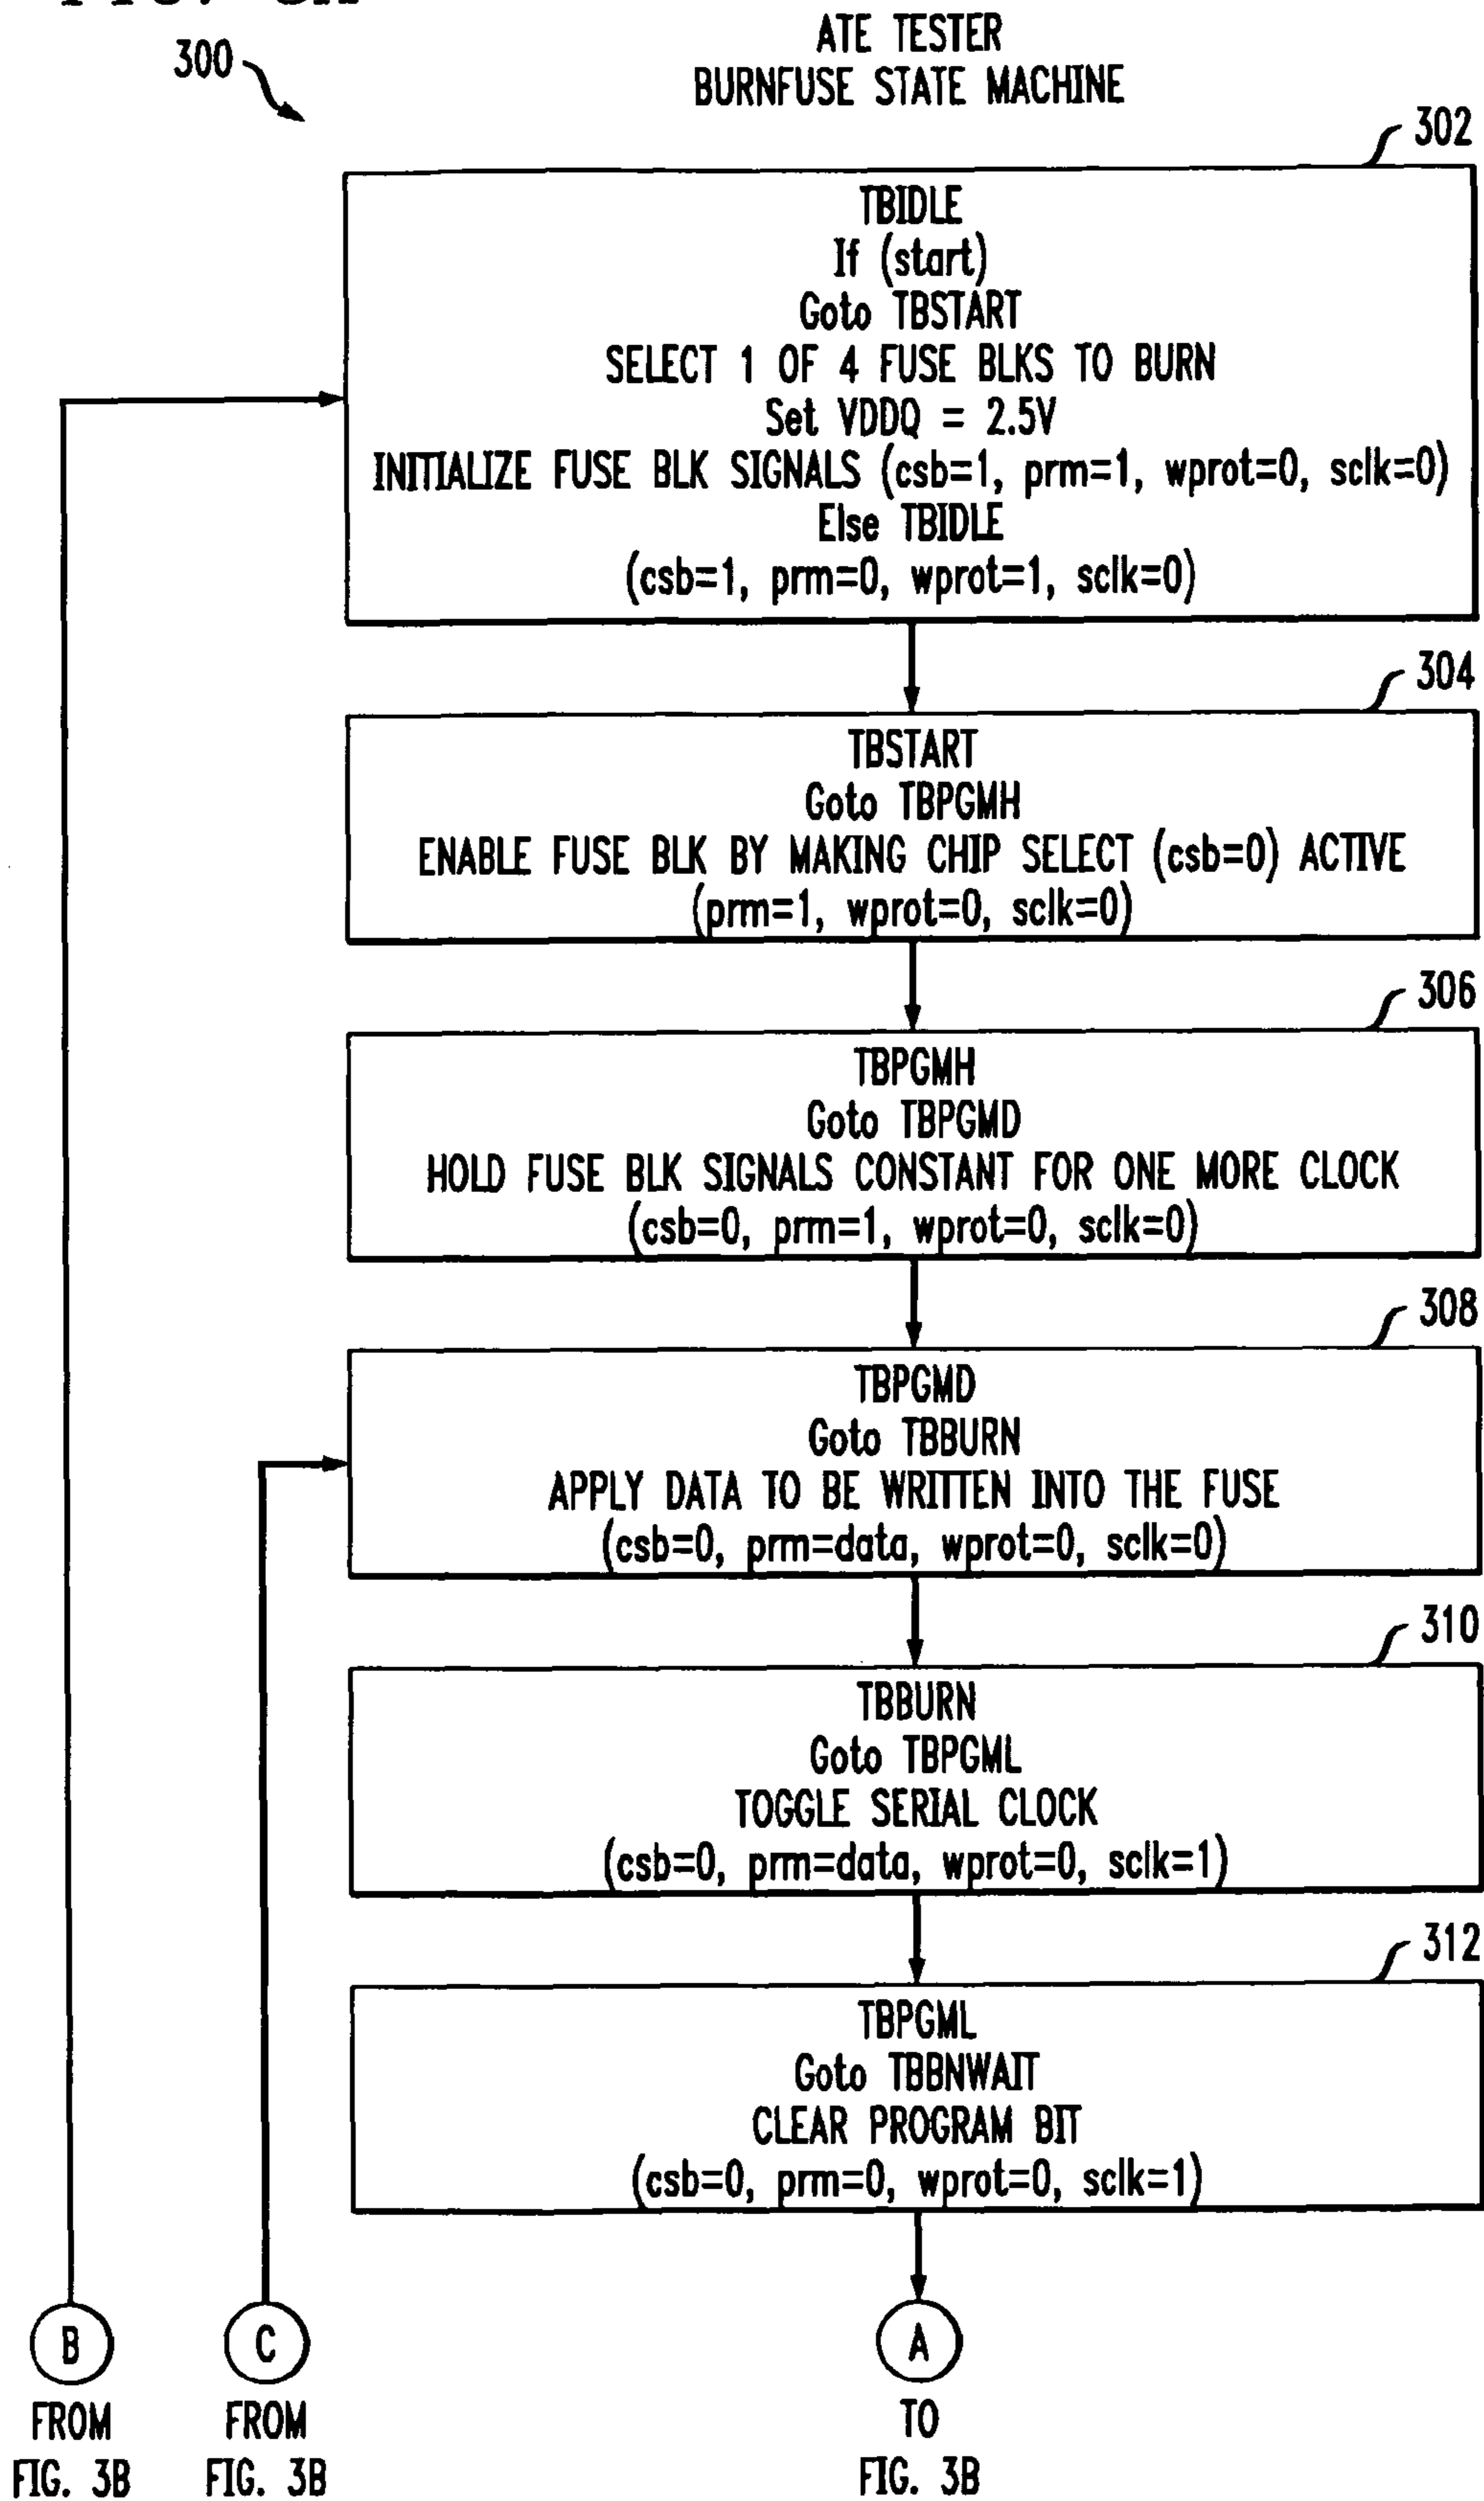 300
ATE TESTER
BURNFUSE STATE MACHINE
302
TBIDLE
If (start)
Goto TBSTART
SELECT 1 OF 4 FUSE BLKS TO BURN
Set VDDQ = 2.5V
INITIALIZE FUSE BLK SIGNALS (csb=1, prm=1, wprot=0, sclk=0)
Else TBIDLE
(csb=1, prm=0, wprot=1, sclk=0)
304
TBSTART
Goto TBPGMH
ENABLE FUSE BLK BY MAKING CHIP SELECT (csb=0) ACTIVE
(prm=1, wprot=0, sclk=0)
306
TBPGMH
Goto TBPGMD
HOLD FUSE BLK SIGNALS CONSTANT FOR ONE MORE CLOCK
(csb=0, prm=1, wprot=0, sclk=0)
308
TBPGMD
Goto TBBURN
APPLY DATA TO BE WRITTEN INTO THE FUSE
(csb=0, prm=data, wprot=0, sclk=0)
310
TBBURN
Goto TBPGML
TOGGLE SERIAL CLOCK
(csb=0, prm=data, wprot=0, sclk=1)
312
TBPGML
Goto TBBNWAIT
CLEAR PROGRAM BIT
(csb=0, prm=0, wprot=0, sclk=1)
B
C
A
FROM
FIG. 3B
FROM
FIG. 3B
TO
FIG. 3B